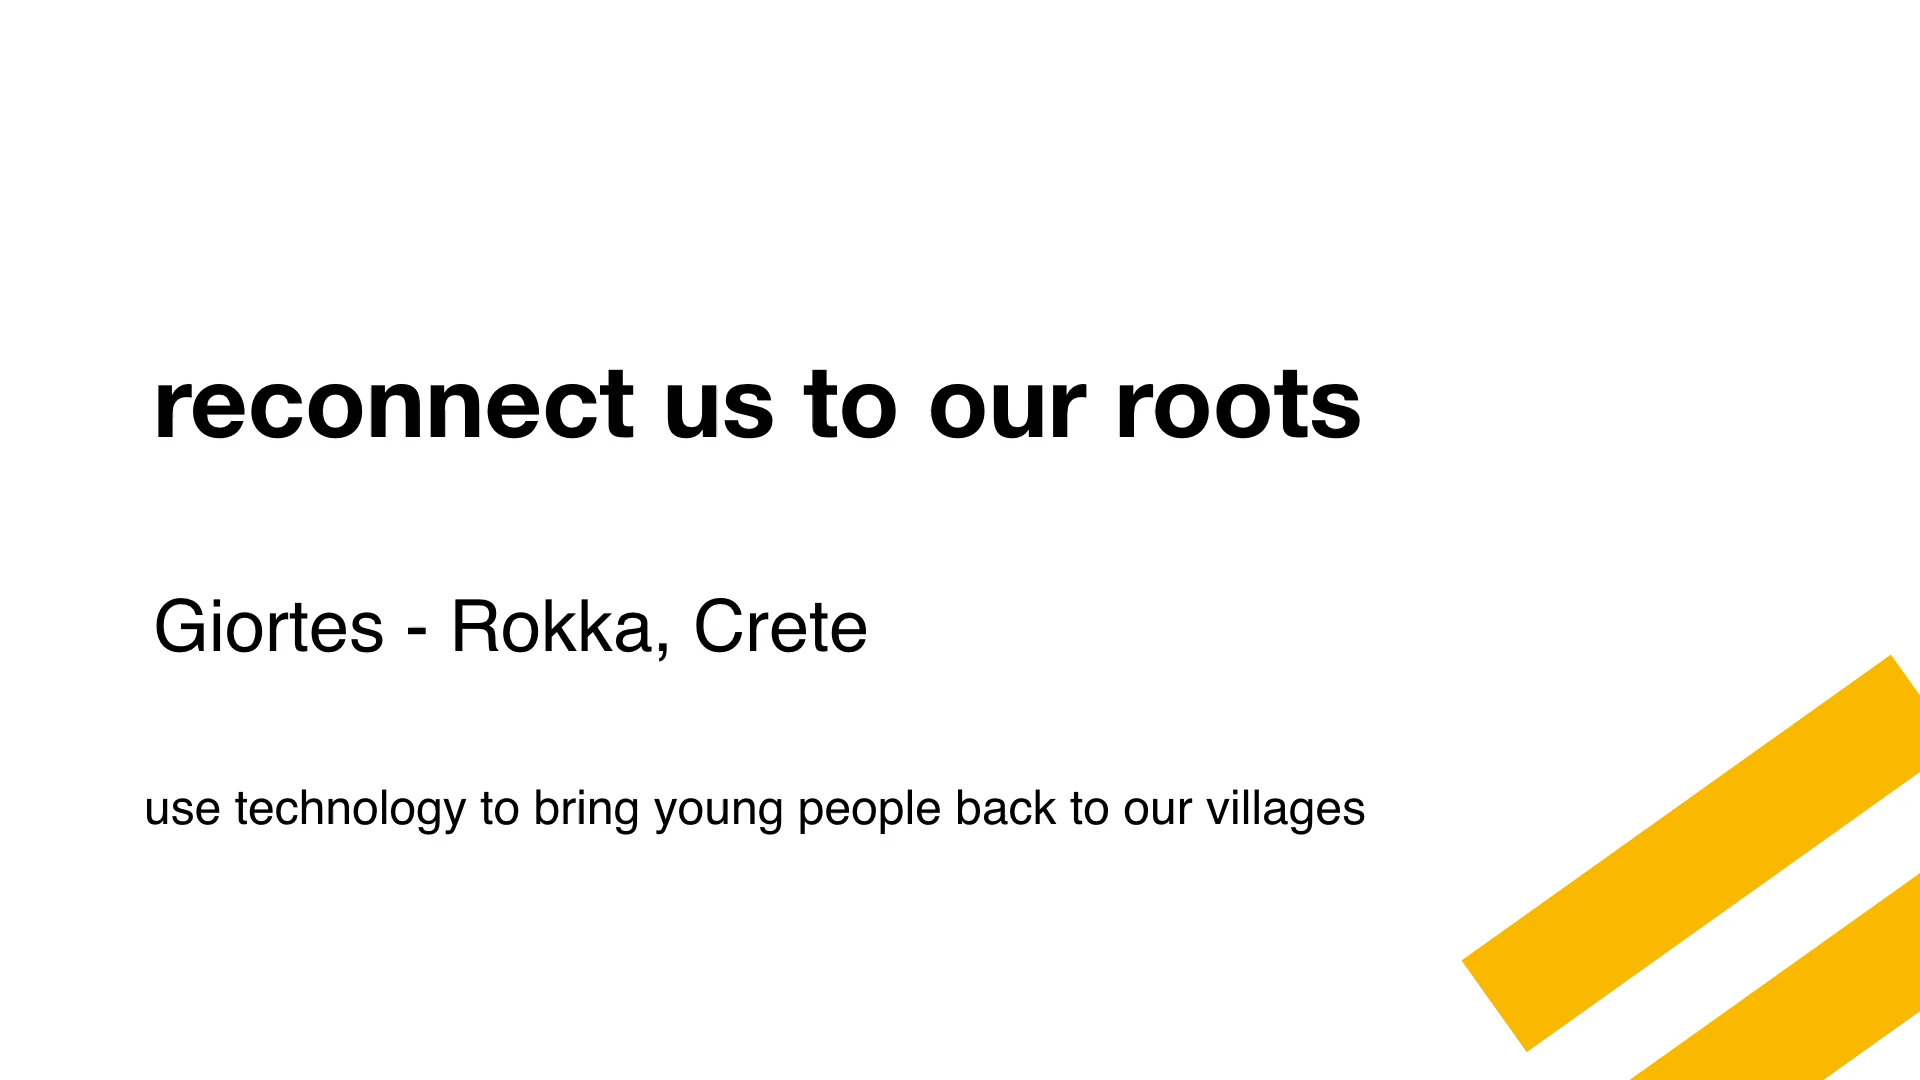 reconnect us to our roots
Giortes - Rokka, Crete
use technology to bring young people back to our villages